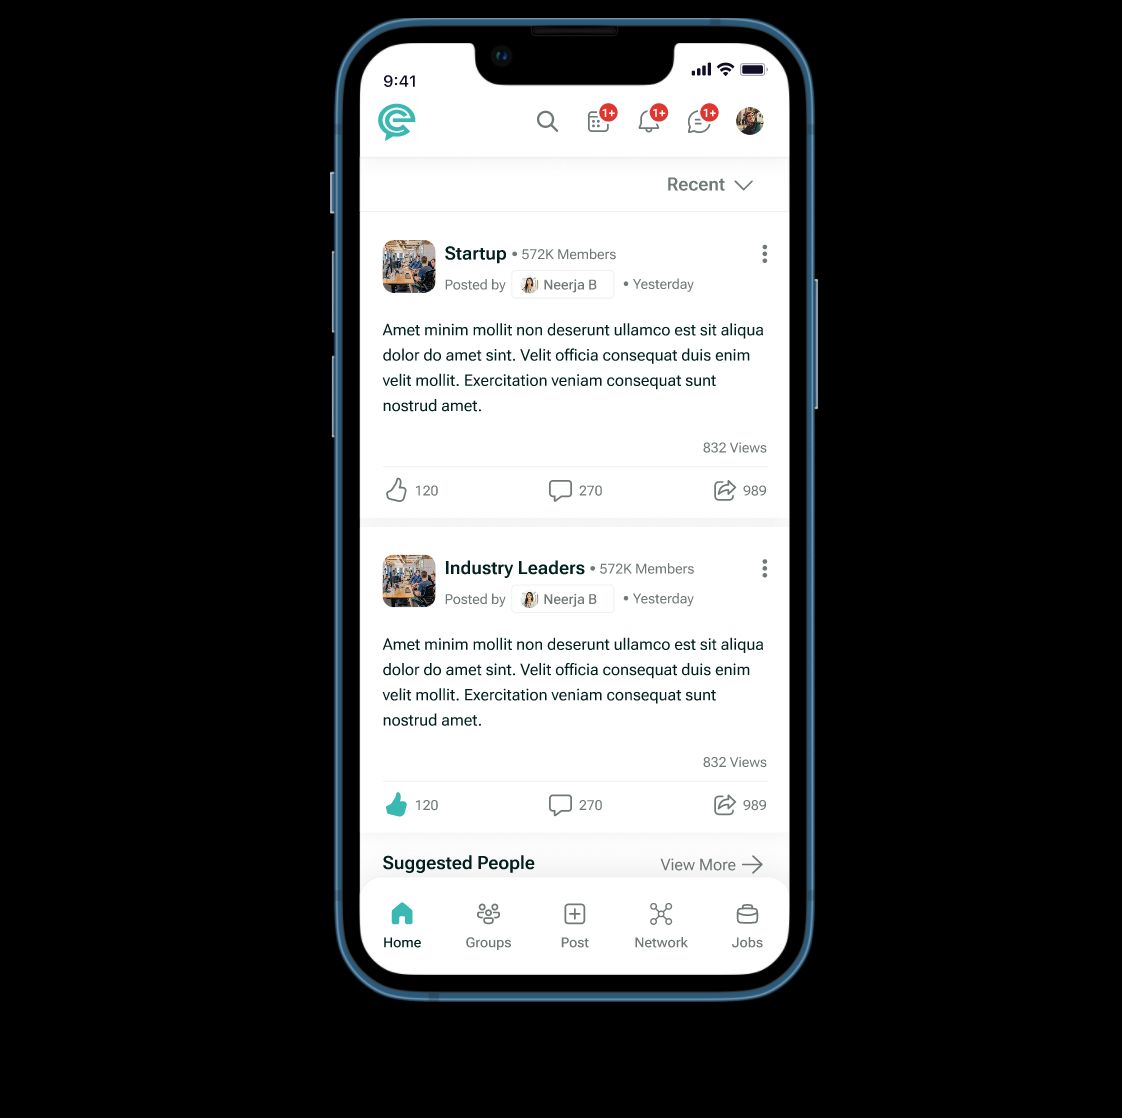 9:41
1+ 1+ 1+
Recent
Startup • 572K Members
Posted by Neerja B • Yesterday
Amet minim mollit non deserunt ullamco est sit aliqua
dolor do amet sint. Velit officia consequat duis enim
velit mollit. Exercitation veniam consequat sunt
nostrud amet.
832 Views
120 270 989
Industry Leaders • 572K Members
Posted by Neerja B • Yesterday
Amet minim mollit non deserunt ullamco est sit aliqua
dolor do amet sint. Velit officia consequat duis enim
velit mollit. Exercitation veniam consequat sunt
nostrud amet.
832 Views
120 270 989
Suggested People View More
Home Groups Post Network Jobs